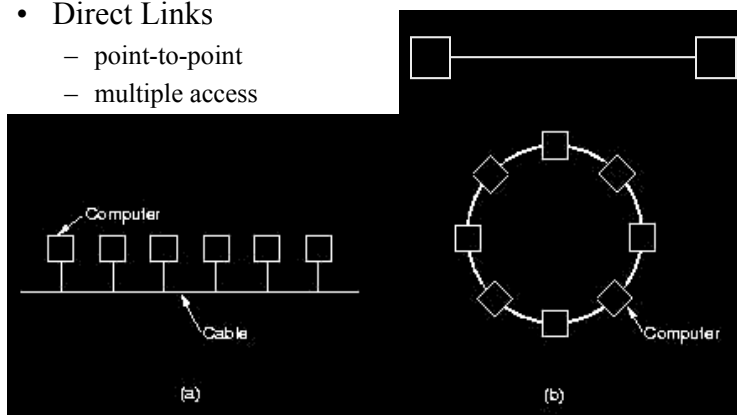 • Direct Links
– point-to-point
– multiple access
Computer
Cable
(a)
Computer
(b)